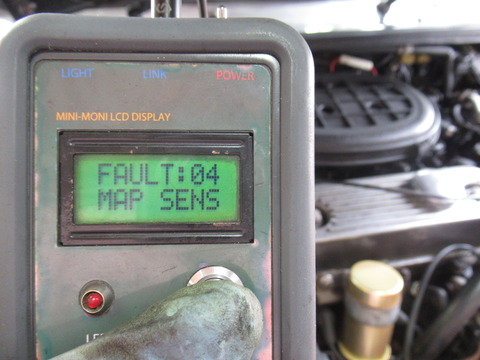 LIGHT LINK POWER
MINI-MONI LCD DISPLAY
FAULT:04
MAP SENS